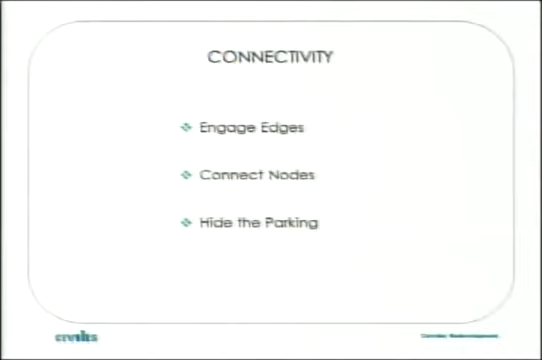 CONNECTIVITY
Engage Edges
Connect Nodes
Hide the Parking